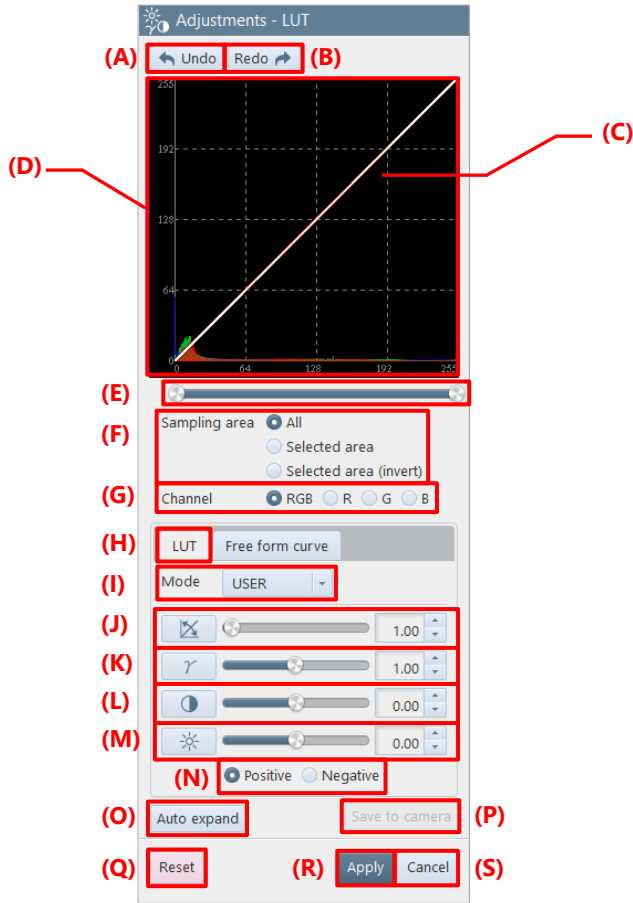 Adjustments - LUT
(A) Undo Redo (B)
255
(C)
192
(D)
128
64
0
0 64 128 192 255
(E)
(F) Sampling area All
Selected area
Selected area (invert)
(G) Channel RGB R G B
(H) LUT Free form curve
(I) Mode USER
(J) 1.00
(K) γ 1.00
(L) 0.00
(M) 0.00
(N) Positive Negative
(O) Auto expand Save to camera (P)
(Q) Reset (R) Apply Cancel (S)